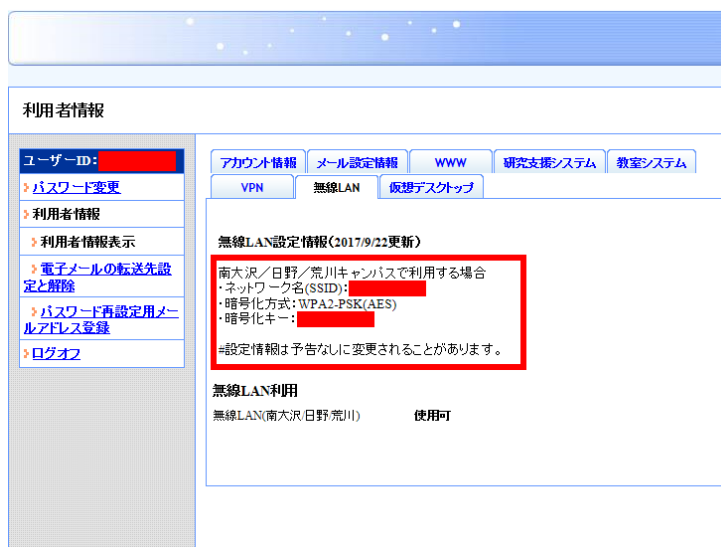 利用者情報
ユーザーID:
パスワード変更
利用者情報
利用者情報表示
電子メールの転送先設
定と解除
パスワード再設定用メー
ルアドレス登録
ログオフ
アカウント情報 メール設定情報 WWW 研究支援システム 教室システム
VPN 無線LAN 仮想デスクトップ
無線LAN設定情報(2017/9/22更新)
南大沢／日野／荒川キャンパスで利用する場合
・ネットワーク名(SSID):
・暗号化方式:WPA2-PSK(AES)
・暗号化キー:
#設定情報は予告なしに変更されることがあります。
無線LAN利用
無線LAN(南大沢/日野/荒川) 使用可